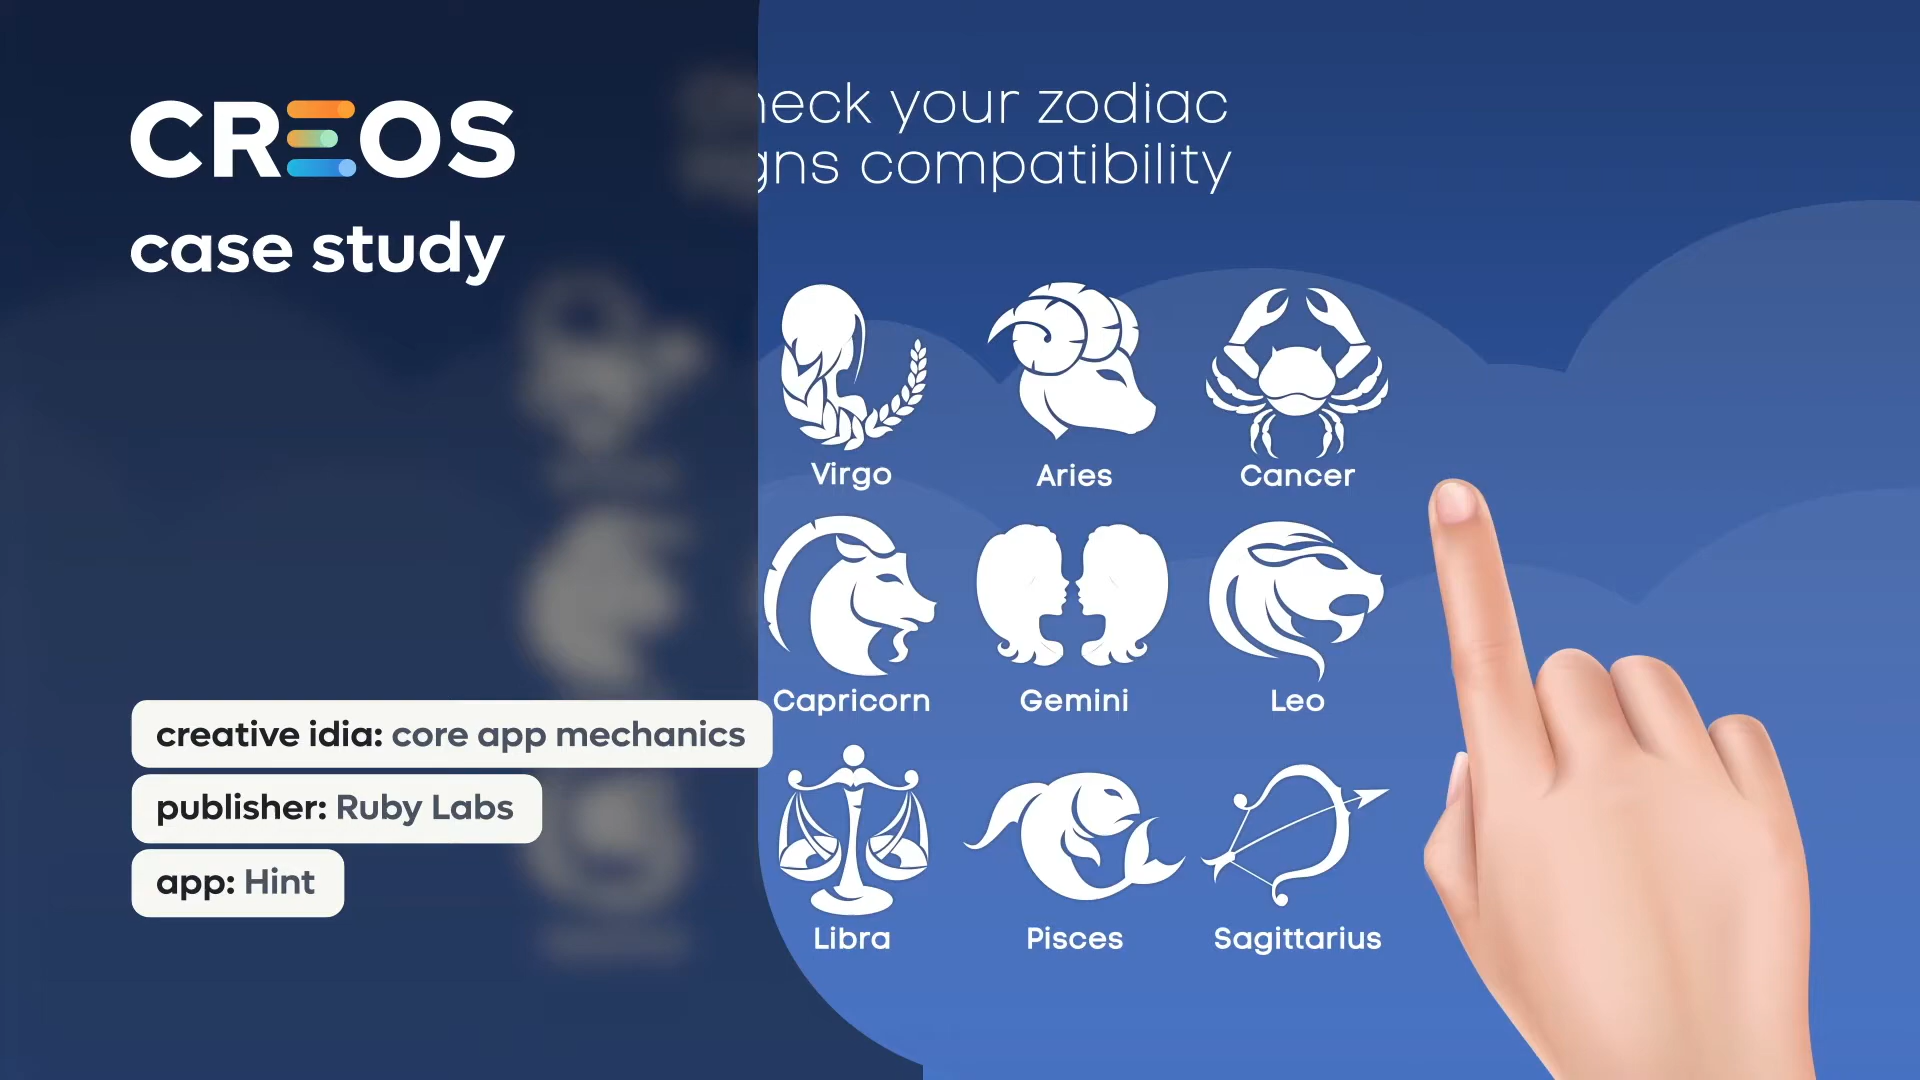 CREOS
case study
heck your zodiac
gns compatibility
Virgo
Aries
Cancer
Capricorn
Gemini
Leo
Libra
Pisces
Sagittarius
creative idia: core app mechanics
publisher: Ruby Labs
app: Hint